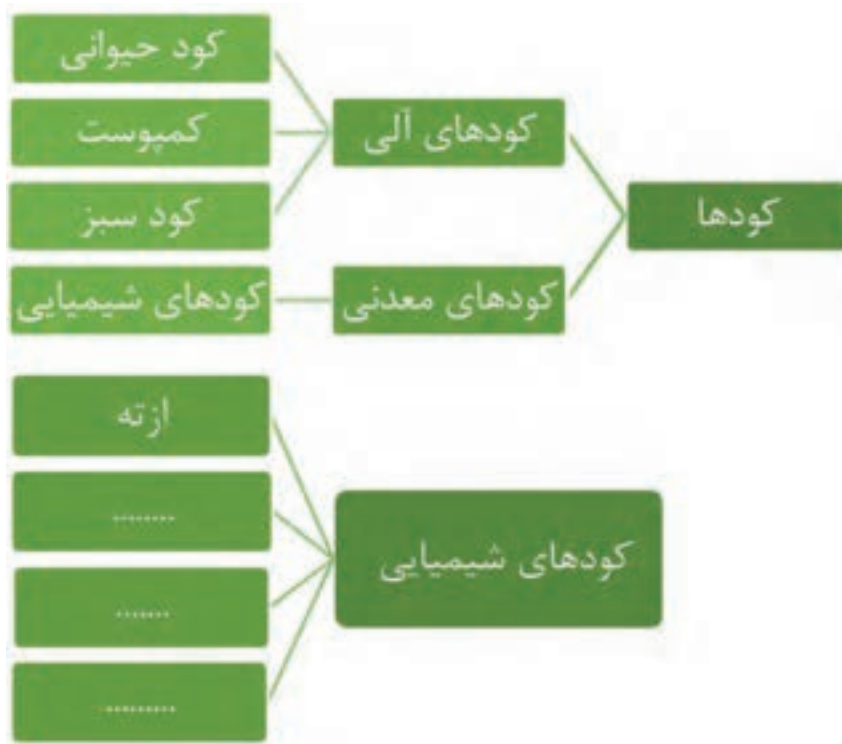 کودها
کودهای آلی
کود حیوانی
کمپوست
کود سبز
کودهای معدنی
کودهای شیمیایی
کودهای شیمیایی
ازته
........
.......
.........